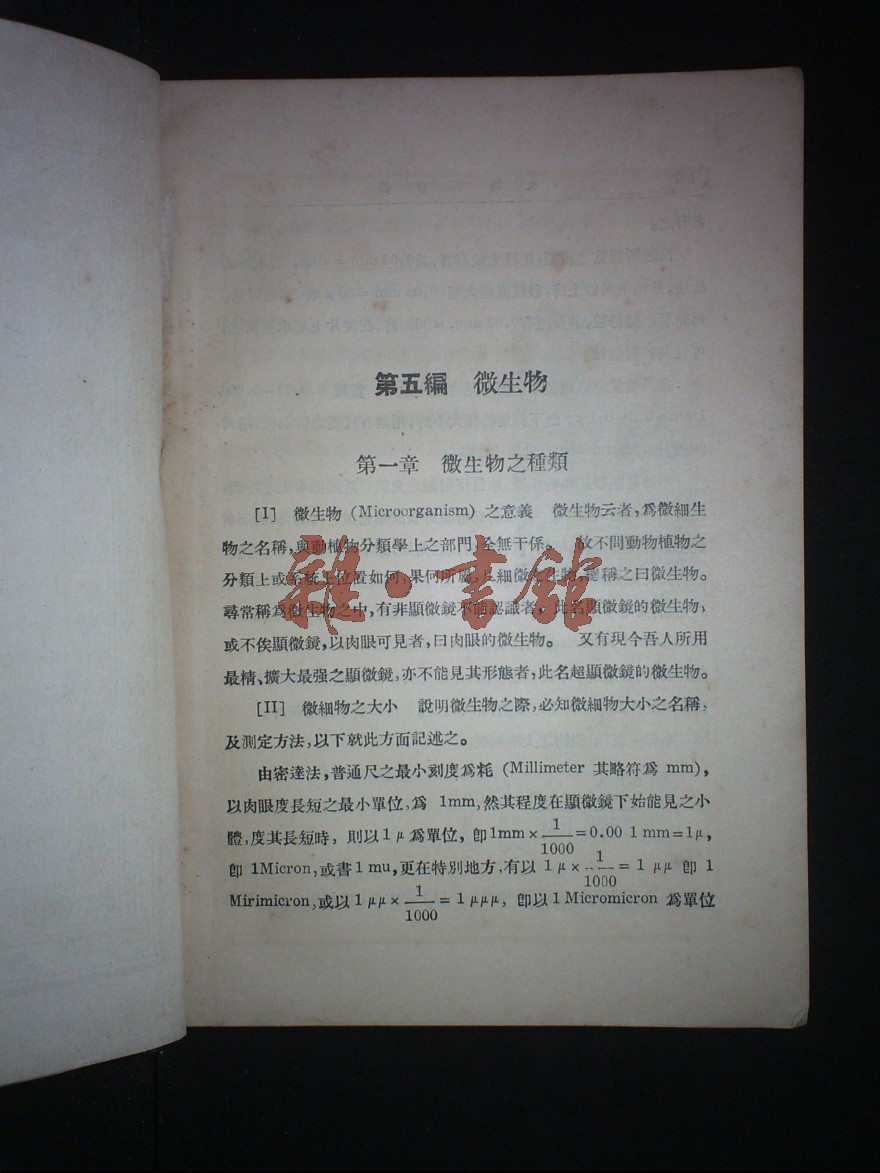 第五編　微生物
第一章　微生物之種類
[I]　微生物 (Microorganism) 之意義　微生物云者，爲微細生
物之名稱，與動植物分類學上之部門，全無干係。　故不問動物植物之
分類上或系統上位置如何，果何所屬，凡細微之生物，總稱之曰微生物。
尋常稱爲微生物之中，有非顯微鏡不能認識者，此名顯微鏡的微生物，
或不俟顯微鏡，以肉眼可見者，曰肉眼的微生物。　又有現今吾人所用
最精、擴大最强之顯微鏡，亦不能見其形態者，此名超顯微鏡的微生物。
[II]　微細物之大小　說明微生物之際，必知微細物大小之名稱，
及測定方法，以下就此方面記述之。
由密達法，普通尺之最小刻度爲粍 (Millimeter 其略符爲 mm)，
以肉眼度長短之最小單位，爲 1mm，然其程度在顯微鏡下始能見之小
體，度其長短時，則以 1 μ 爲單位，卽 1mm × 1/1000 = 0.00 1 mm = 1μ，
卽 1Micron，或書 1 mu，更在特別地方，有以 1 μ × 1/1000 = 1 μμ 卽 1
Mirimicron，或以 1 μμ × 1/1000 = 1 μμμ，卽以 1 Micromicron 爲單位
雜·書館